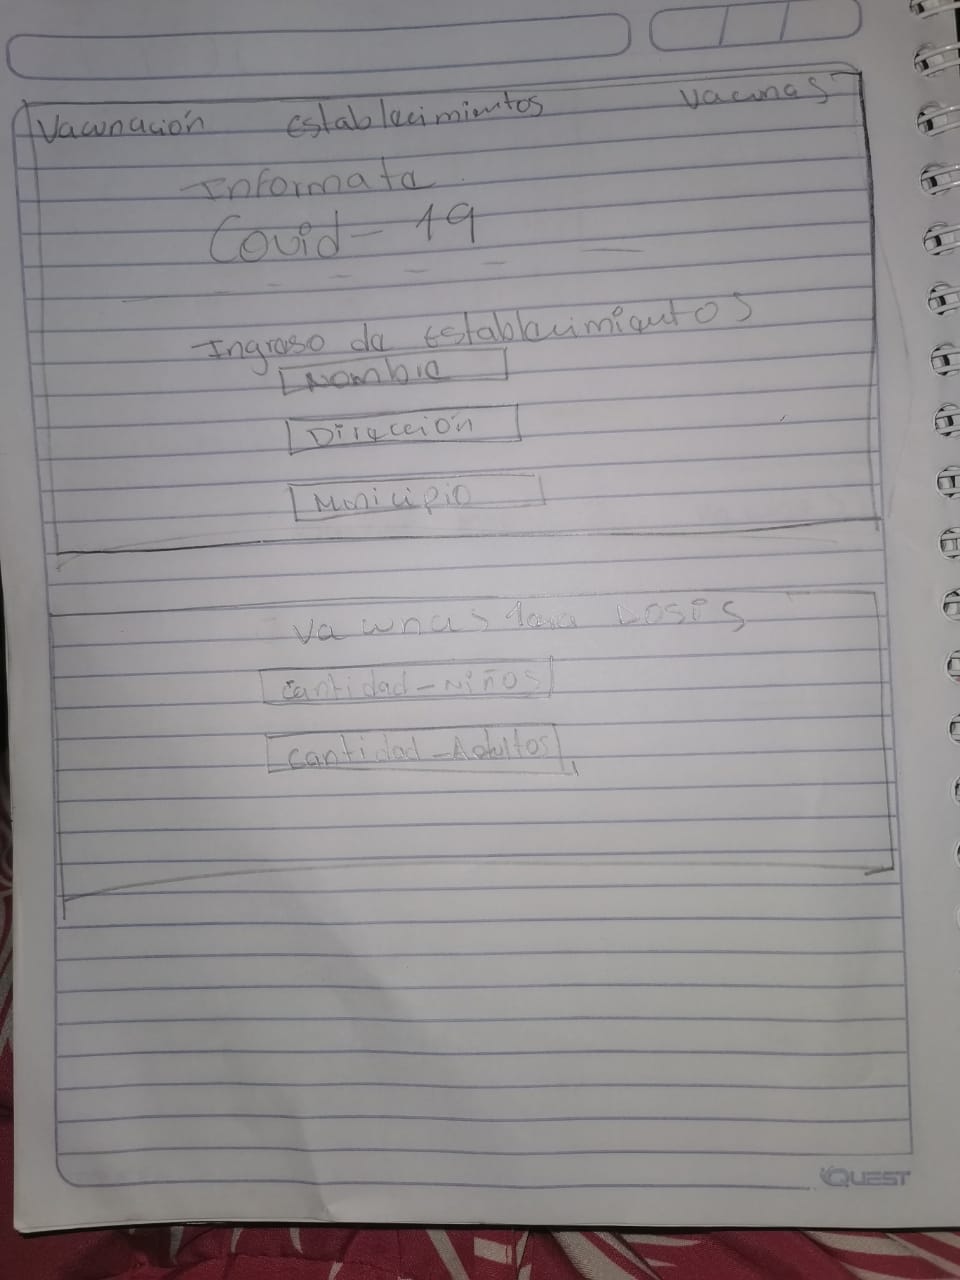 Vacunación establecimientos Vacunas
Informate
Covid-19
Ingreso de Establecimientos
Nombre
Dirección
Municipio
Vacunas 1era Dosis
Cantidad-Niños
Cantidad-Adultos
QUEST